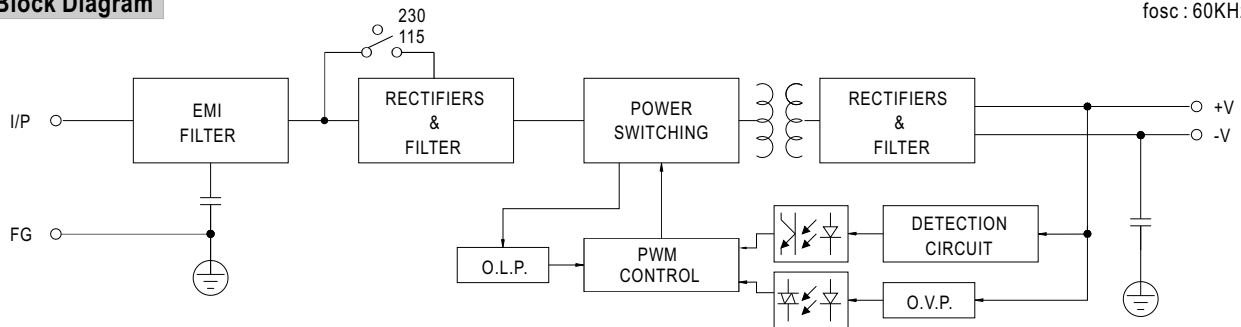 Block Diagram
fosc : 60KH
230
115
I/P
EMI
FILTER
RECTIFIERS
&
FILTER
POWER
SWITCHING
RECTIFIERS
&
FILTER
+V
-V
FG
O.L.P.
PWM
CONTROL
DETECTION
CIRCUIT
O.V.P.